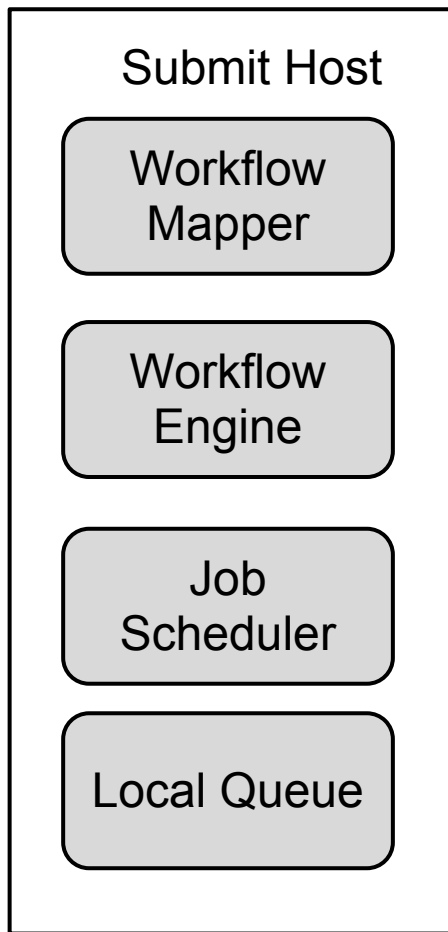 Submit Host
Workflow
Mapper
Workflow
Engine
Job
Scheduler
Local Queue